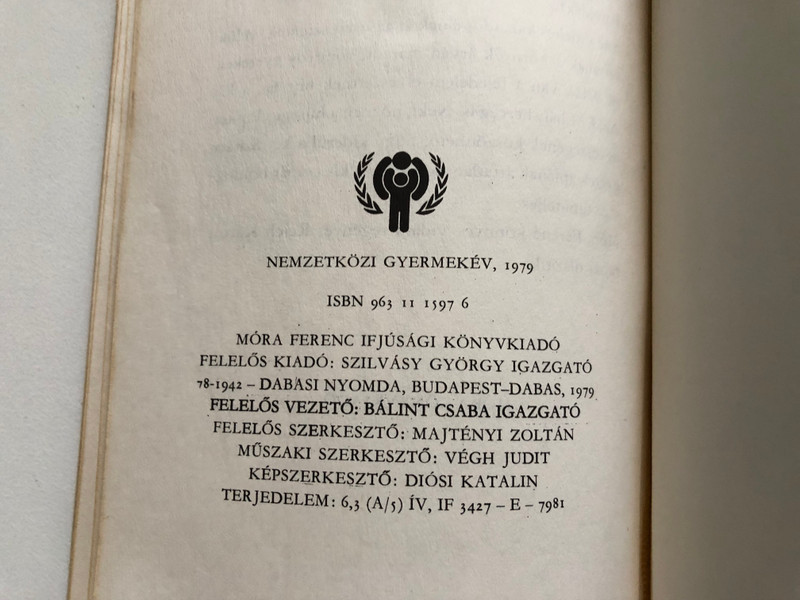 NEMZETKÖZI GYERMEKÉV, 1979
ISBN 963 11 1597 6
MÓRA FERENC IFJÚSÁGI KÖNYVKIADÓ
FELELŐS KIADÓ: SZILVÁSY GYÖRGY IGAZGATÓ
78-1942 – DABASI NYOMDA, BUDAPEST–DABAS, 1979
FELELŐS VEZETŐ: BÁLINT CSABA IGAZGATÓ
FELELŐS SZERKESZTŐ: MAJTÉNYI ZOLTÁN
MŰSZAKI SZERKESZTŐ: VÉGH JUDIT
KÉPSZERKESZTŐ: DIÓSI KATALIN
TERJEDELEM: 6,3 (A/5) ÍV, IF 3427 – E – 7981